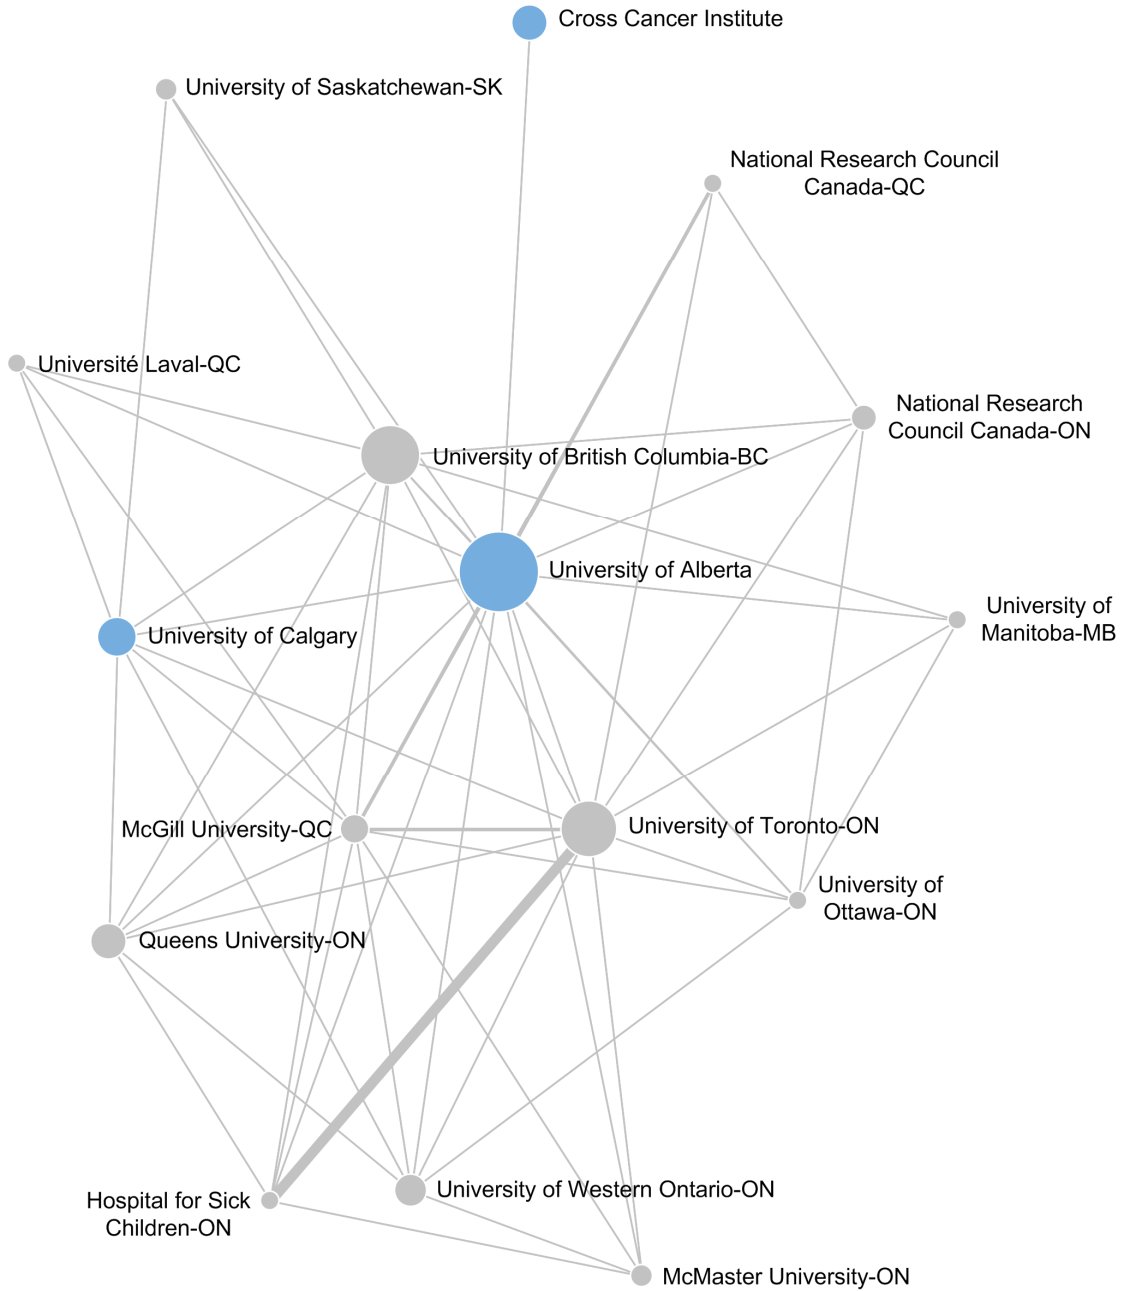 Cross Cancer Institute
University of Saskatchewan-SK
National Research Council
Canada-QC
Université Laval-QC
National Research
Council Canada-ON
University of British Columbia-BC
University of Alberta
University of
Manitoba-MB
University of Calgary
McGill University-QC
University of Toronto-ON
University of
Ottawa-ON
Queens University-ON
Hospital for Sick
Children-ON
University of Western Ontario-ON
McMaster University-ON